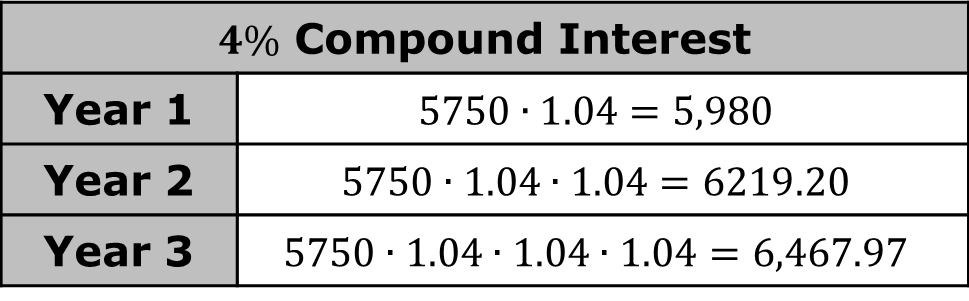 4% Compound Interest
Year 1 5750 · 1.04 = 5,980
Year 2 5750 · 1.04 · 1.04 = 6219.20
Year 3 5750 · 1.04 · 1.04 · 1.04 = 6,467.97